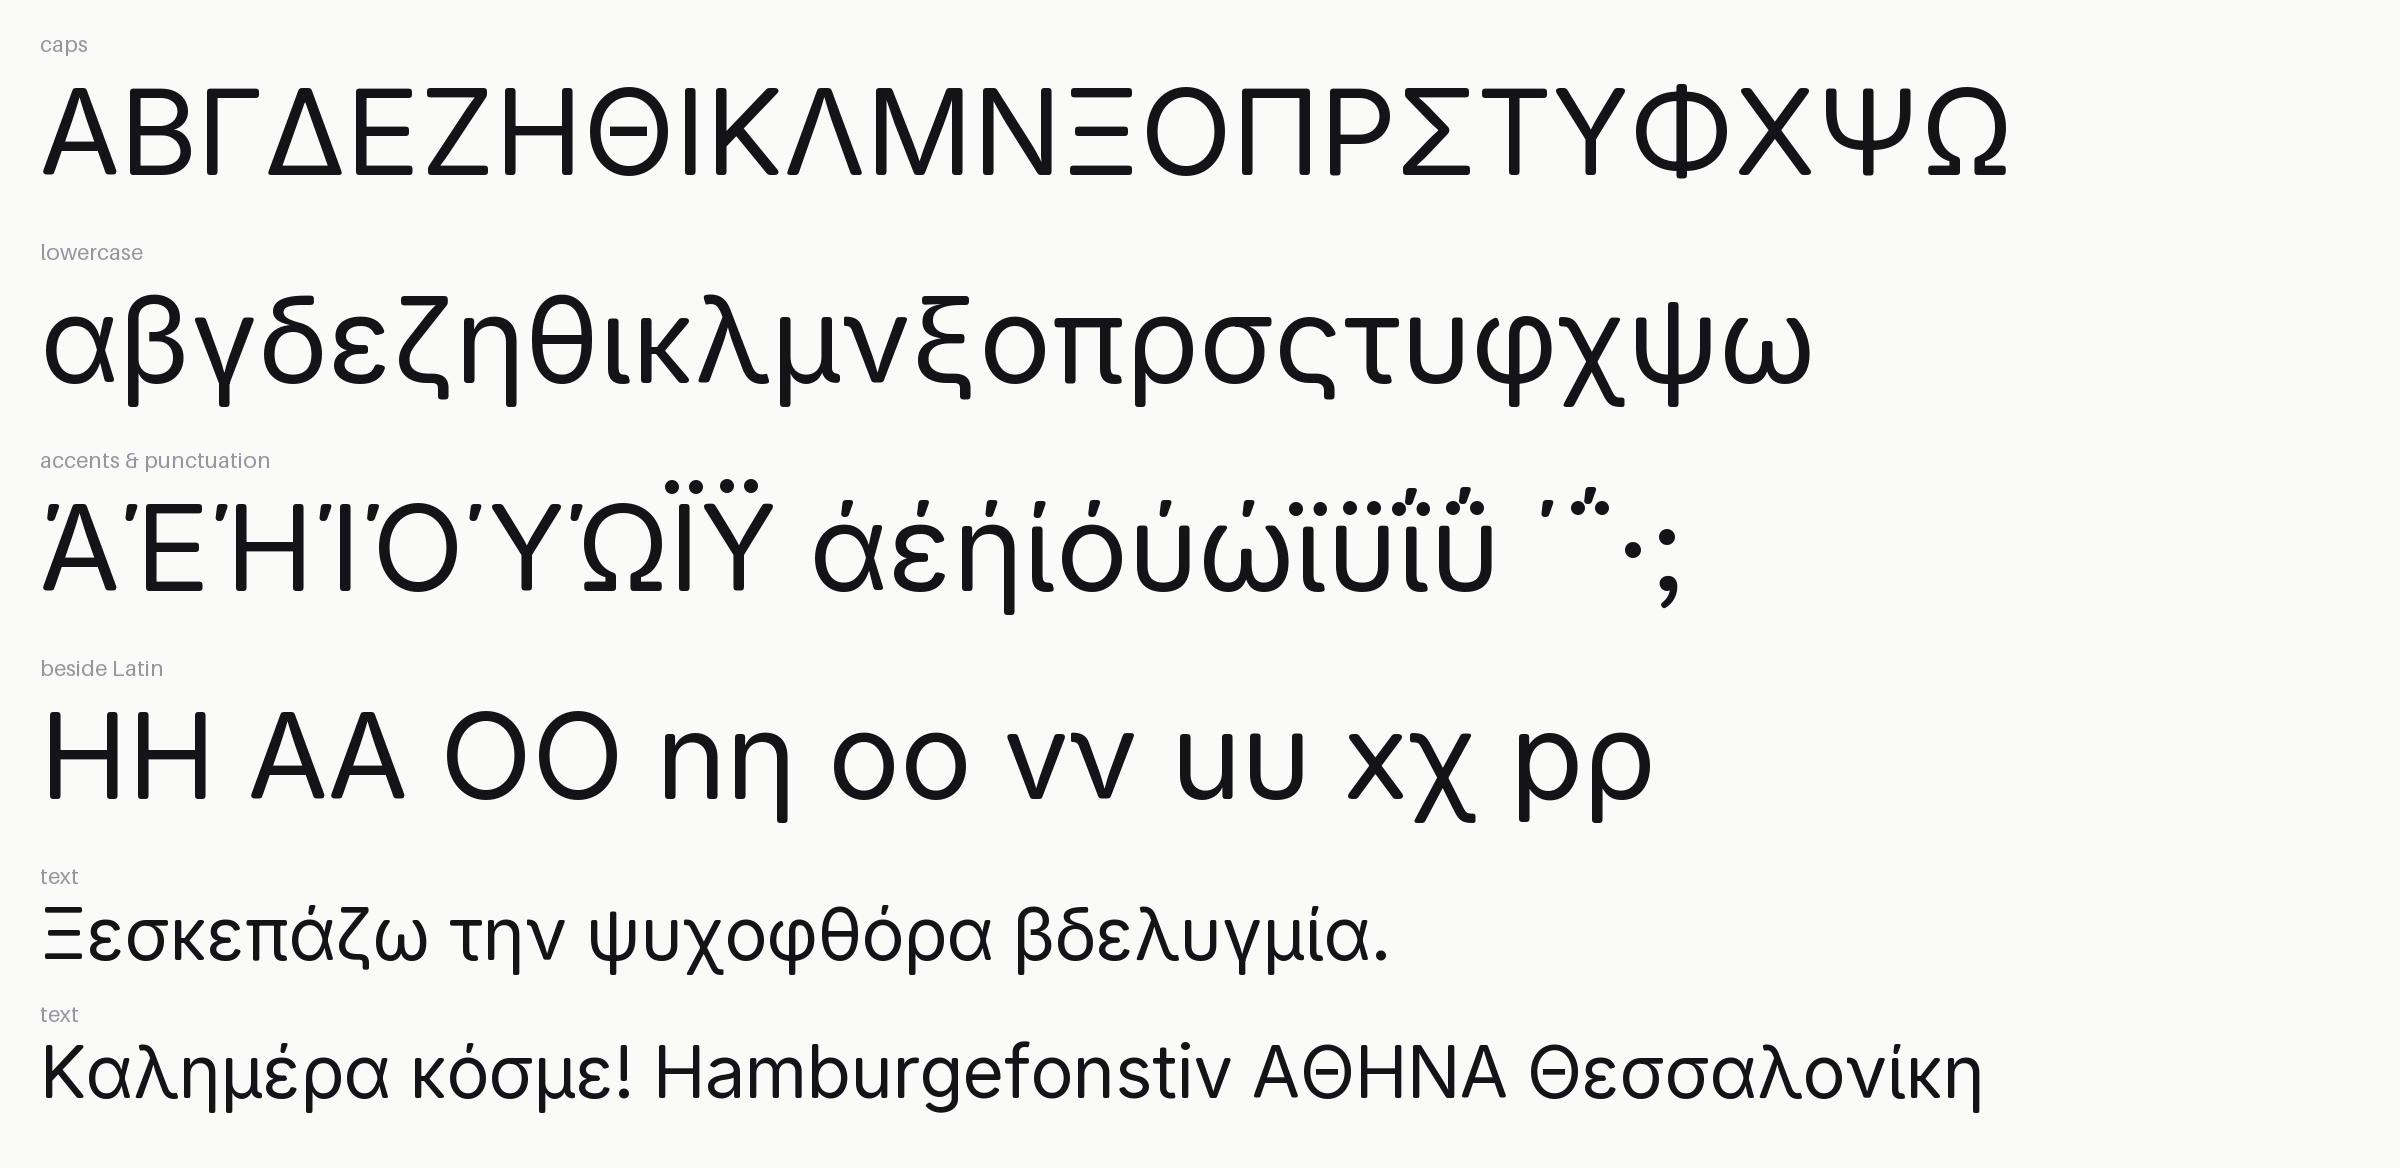 caps
ΑΒΓΔΕΖΗΘΙΚΛΜΝΞΟΠΡΣΤΥΦΧΨΩ
lowercase
αβγδεζηθικλμνξοπρσςτυφχψω
accents & punctuation
ΆΈΉΊΌΎΏΪΫ άέήίόύώϊϋΐΰ ΄΅·;
beside Latin
HΗ AΑ OΟ nη oο vν uυ xχ pρ
text
Ξεσκεπάζω την ψυχοφθόρα βδελυγμία.
text
Καλημέρα κόσμε! Hamburgefonstiv ΑΘΗΝΑ Θεσσαλονίκη